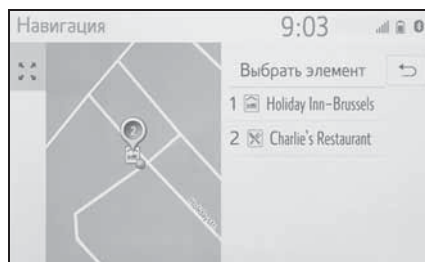 Навигация
9:03
Выбрать элемент
1 Holiday Inn-Brussels
2 Charlie's Restaurant
2